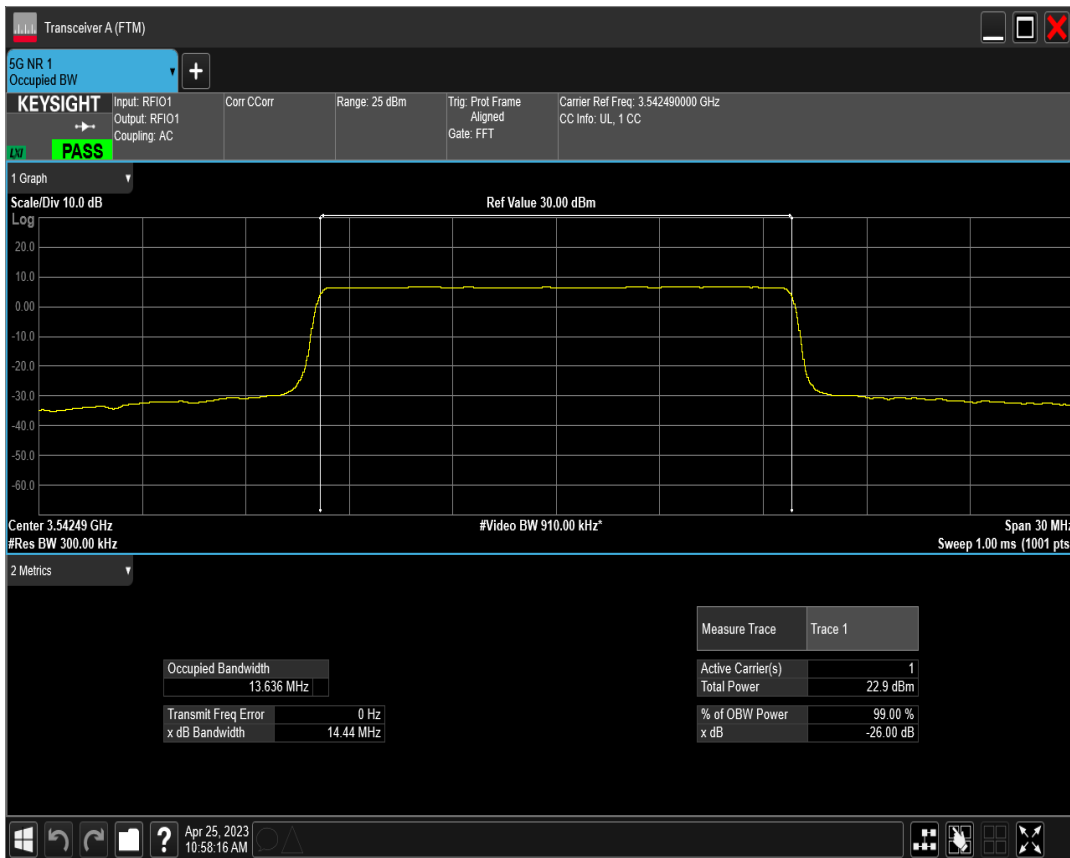 Transceiver A (FTM)
5G NR 1
Occupied BW
+
KEYSIGHT
LXI
PASS
Input: RFIO1
Output: RFIO1
Coupling: AC
Corr CCorr
Range: 25 dBm
Trig: Prot Frame
Aligned
Gate: FFT
Carrier Ref Freq: 3.542490000 GHz
CC Info: UL, 1 CC
1 Graph
Scale/Div 10.0 dB
Ref Value 30.00 dBm
Log
20.0
10.0
0.00
-10.0
-20.0
-30.0
-40.0
-50.0
-60.0
Center 3.54249 GHz
#Video BW 910.00 kHz*
Span 30 MHz
#Res BW 300.00 kHz
Sweep 1.00 ms (1001 pts
2 Metrics
Measure Trace Trace 1
Occupied Bandwidth
13.636 MHz
Active Carrier(s) 1
Total Power 22.9 dBm
Transmit Freq Error 0 Hz
x dB Bandwidth 14.44 MHz
% of OBW Power 99.00 %
x dB -26.00 dB
?
Apr 25, 2023
10:58:16 AM